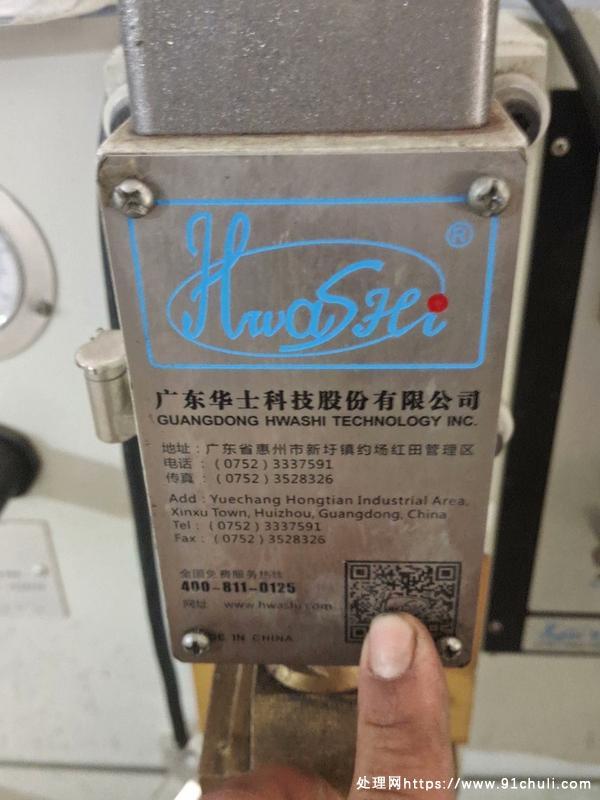 HwaSHi ®
广东华士科技股份有限公司
GUANGDONG HWASHI TECHNOLOGY INC.
地址：广东省惠州市新圩镇约场红田管理区
电话：(0752)3337591
传真：(0752)3528326
Add：Yuechang Hongtian Industrial Area,
Xinxu Town, Huizhou, Guangdong, China
Tel：(0752)3337591
Fax：(0752)3528326
全国免费服务热线
400-811-0125
网址 www.hwashi.com
DE IN CHINA
处理网https://www.91chuli.com